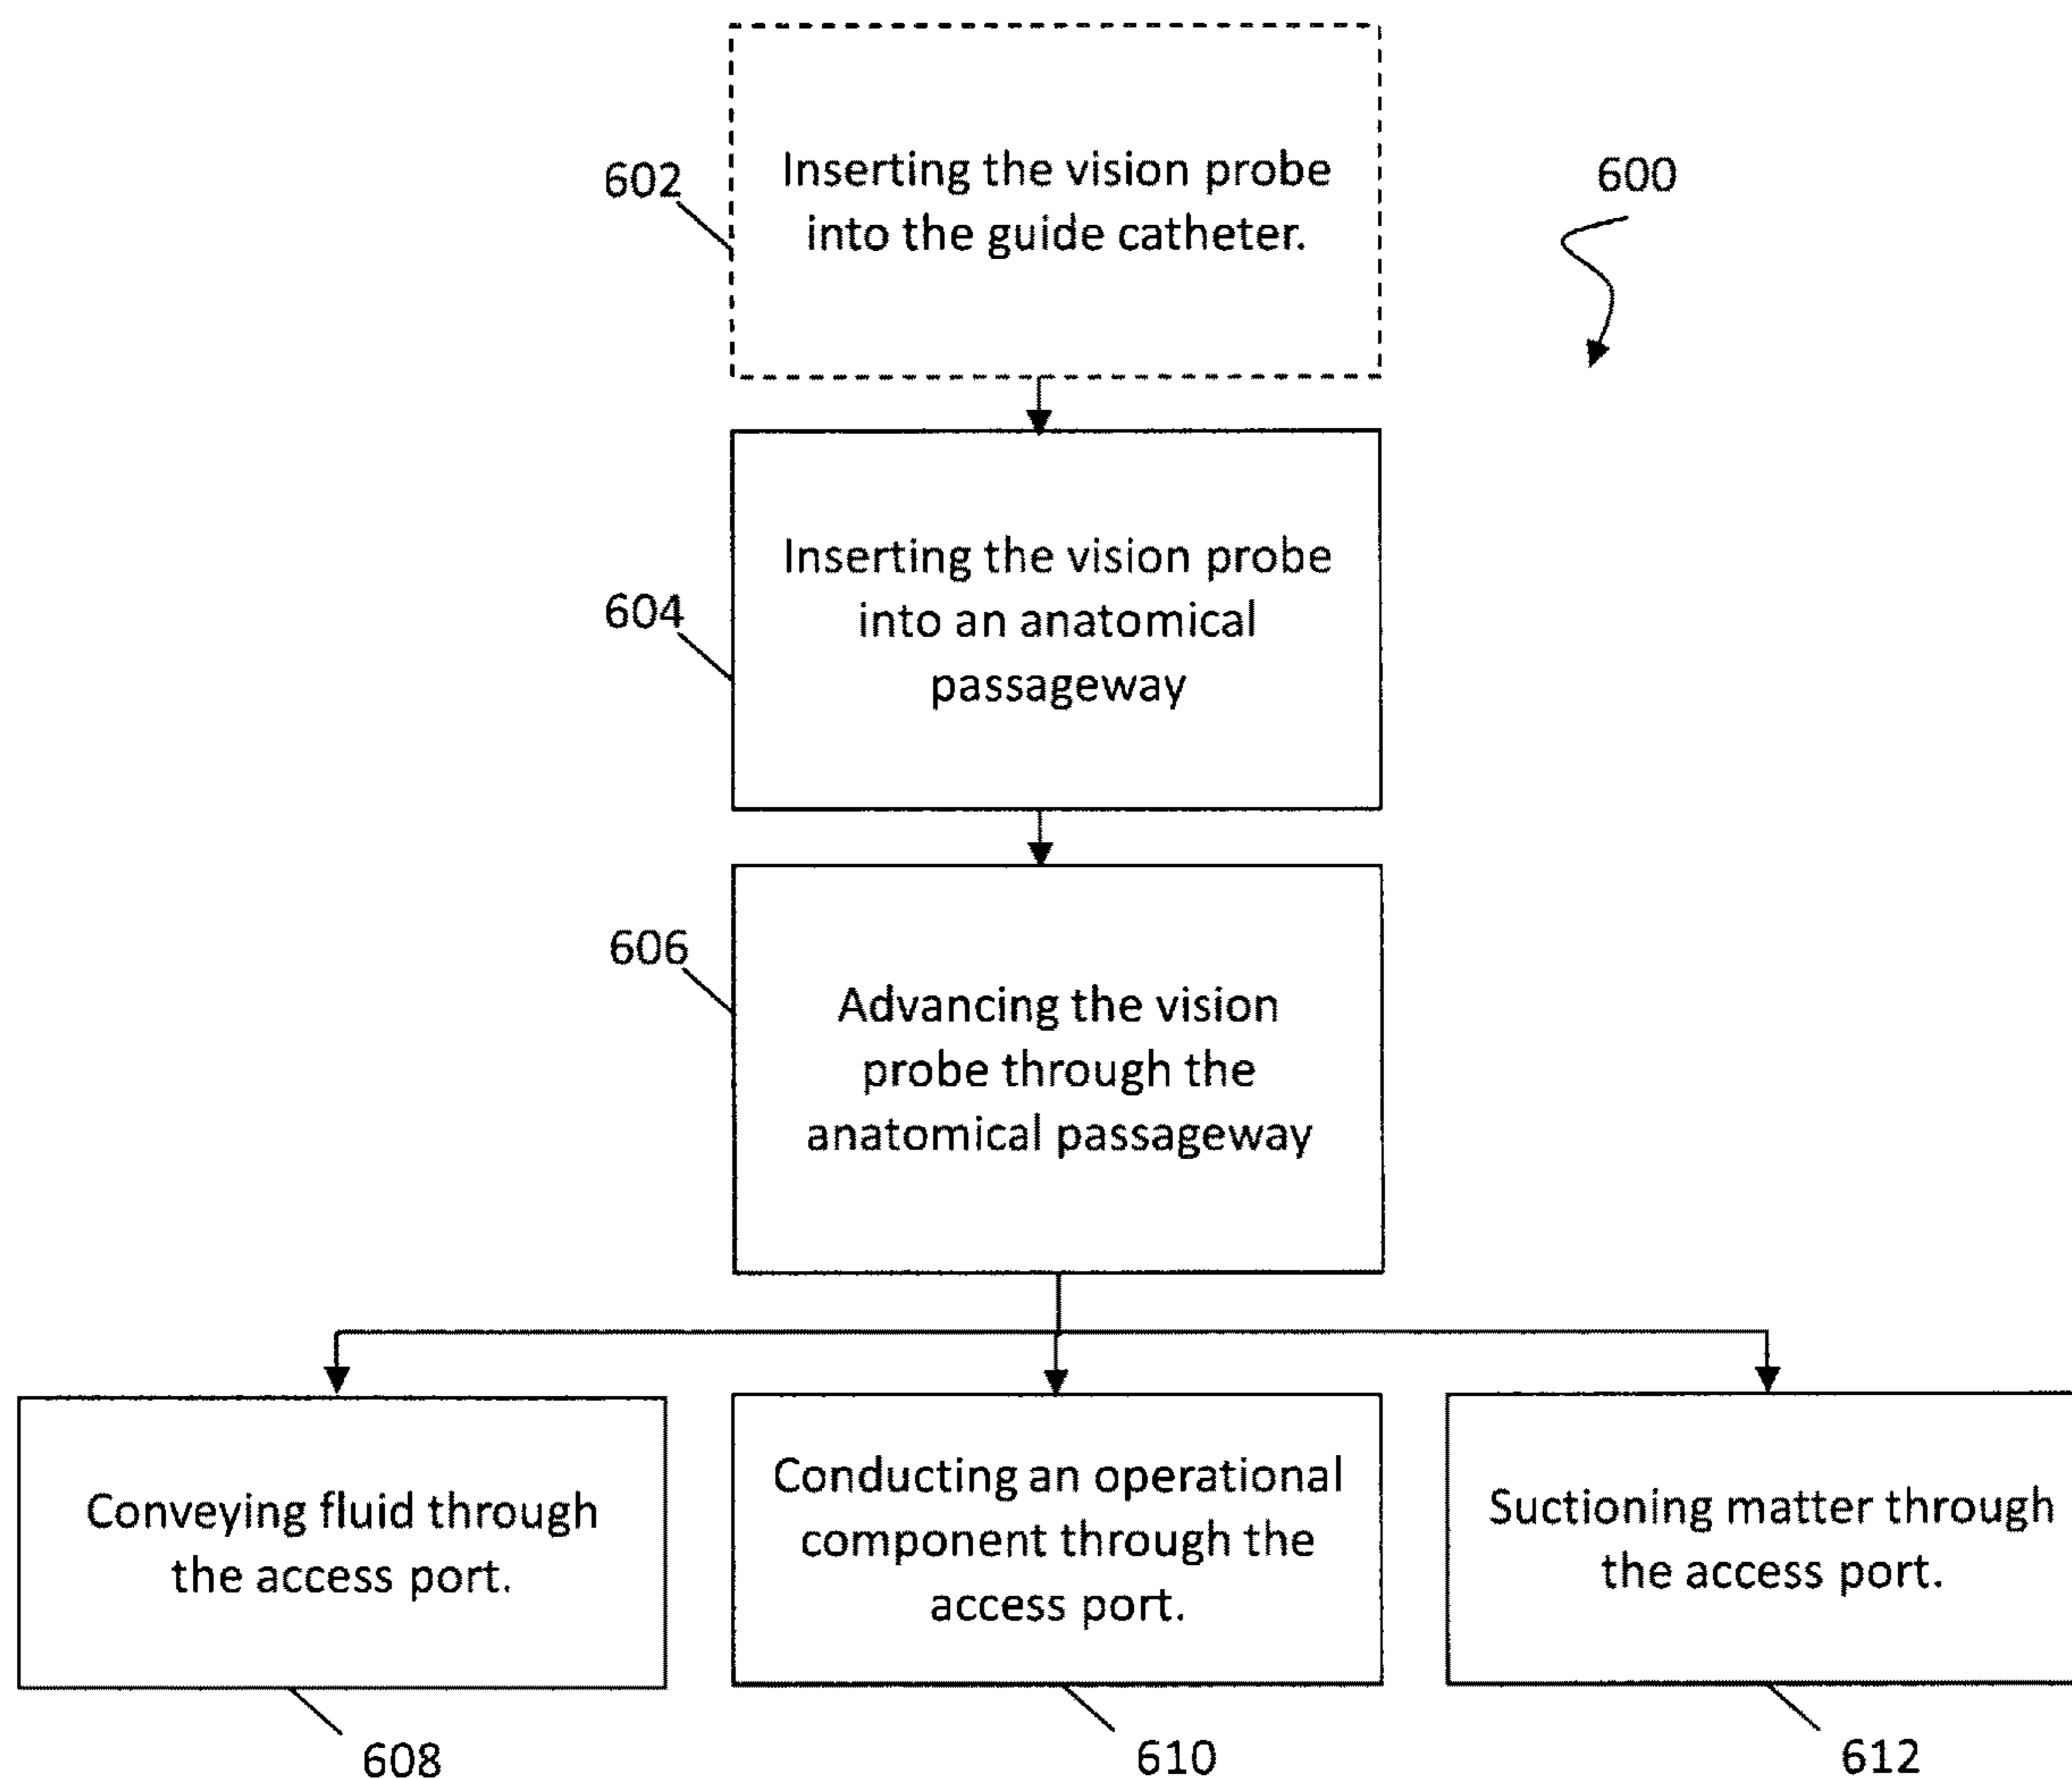 602
Inserting the vision probe
into the guide catheter.
600
604
Inserting the vision probe
into an anatomical
passageway
606
Advancing the vision
probe through the
anatomical passageway
Conveying fluid through
the access port.
608
Conducting an operational
component through the
access port.
610
Suctioning matter through
the access port.
612